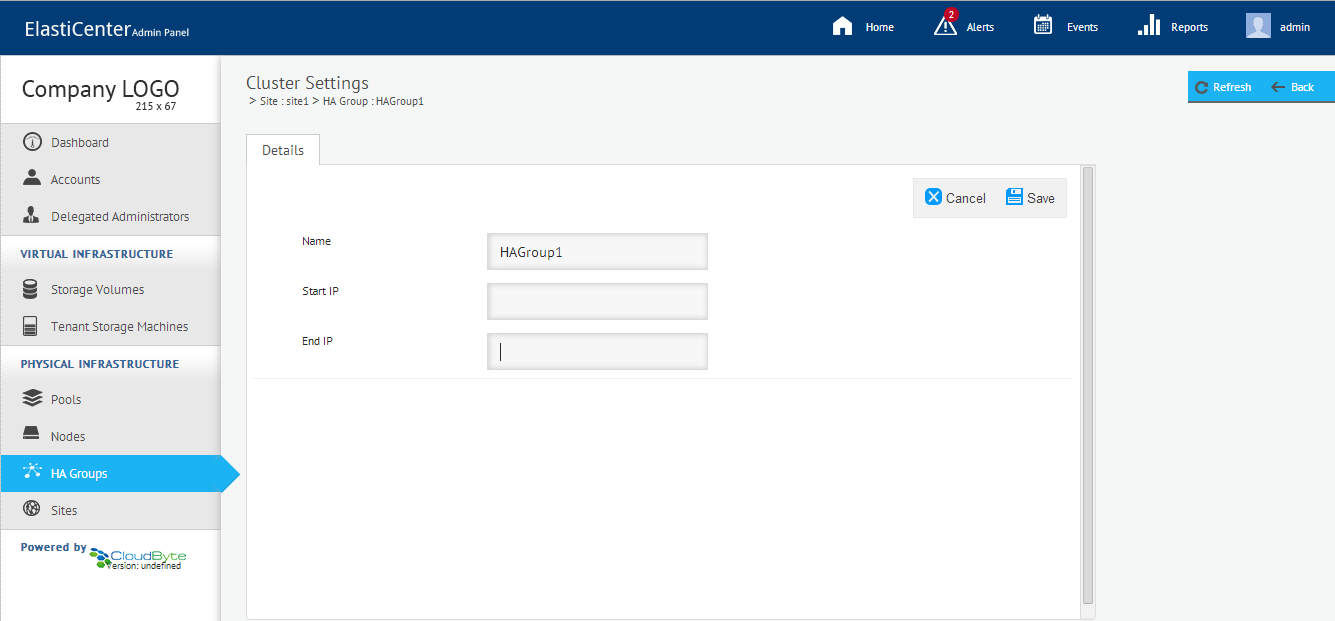 ElastiCenter Admin Panel
Home
2
Alerts
Events
Reports
admin
Company LOGO
215 x 67
Cluster Settings
> Site : site1 > HA Group : HAGroup1
Refresh
Back
Dashboard
Accounts
Delegated Administrators
VIRTUAL INFRASTRUCTURE
Storage Volumes
Tenant Storage Machines
PHYSICAL INFRASTRUCTURE
Pools
Nodes
HA Groups
Sites
Powered by CloudByte
Version: undefined
Details
Cancel
Save
Name
HAGroup1
Start IP
End IP